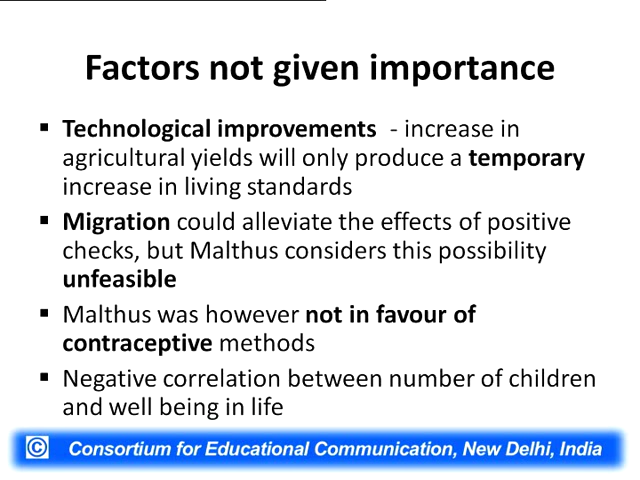 Factors not given importance
▪ Technological improvements - increase in
agricultural yields will only produce a temporary
increase in living standards
▪ Migration could alleviate the effects of positive
checks, but Malthus considers this possibility
unfeasible
▪ Malthus was however not in favour of
contraceptive methods
▪ Negative correlation between number of children
and well being in life
© Consortium for Educational Communication, New Delhi, India